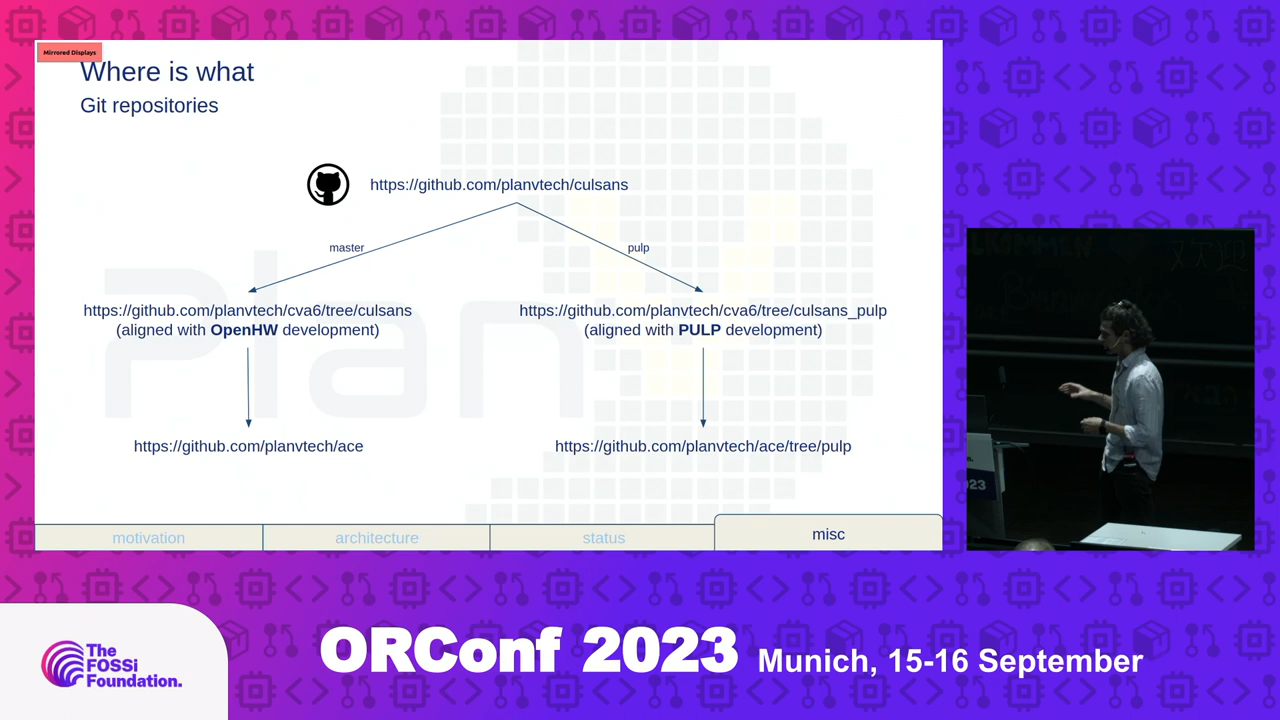 Mirrored Displays
Where is what
Git repositories
https://github.com/planvtech/culsans
master
pulp
https://github.com/planvtech/cva6/tree/culsans
(aligned with OpenHW development)
https://github.com/planvtech/cva6/tree/culsans_pulp
(aligned with PULP development)
Plan
https://github.com/planvtech/ace
https://github.com/planvtech/ace/tree/pulp
motivation
architecture
status
misc
23
The
FOSSi
Foundation.
ORConf 2023
Munich, 15-16 September